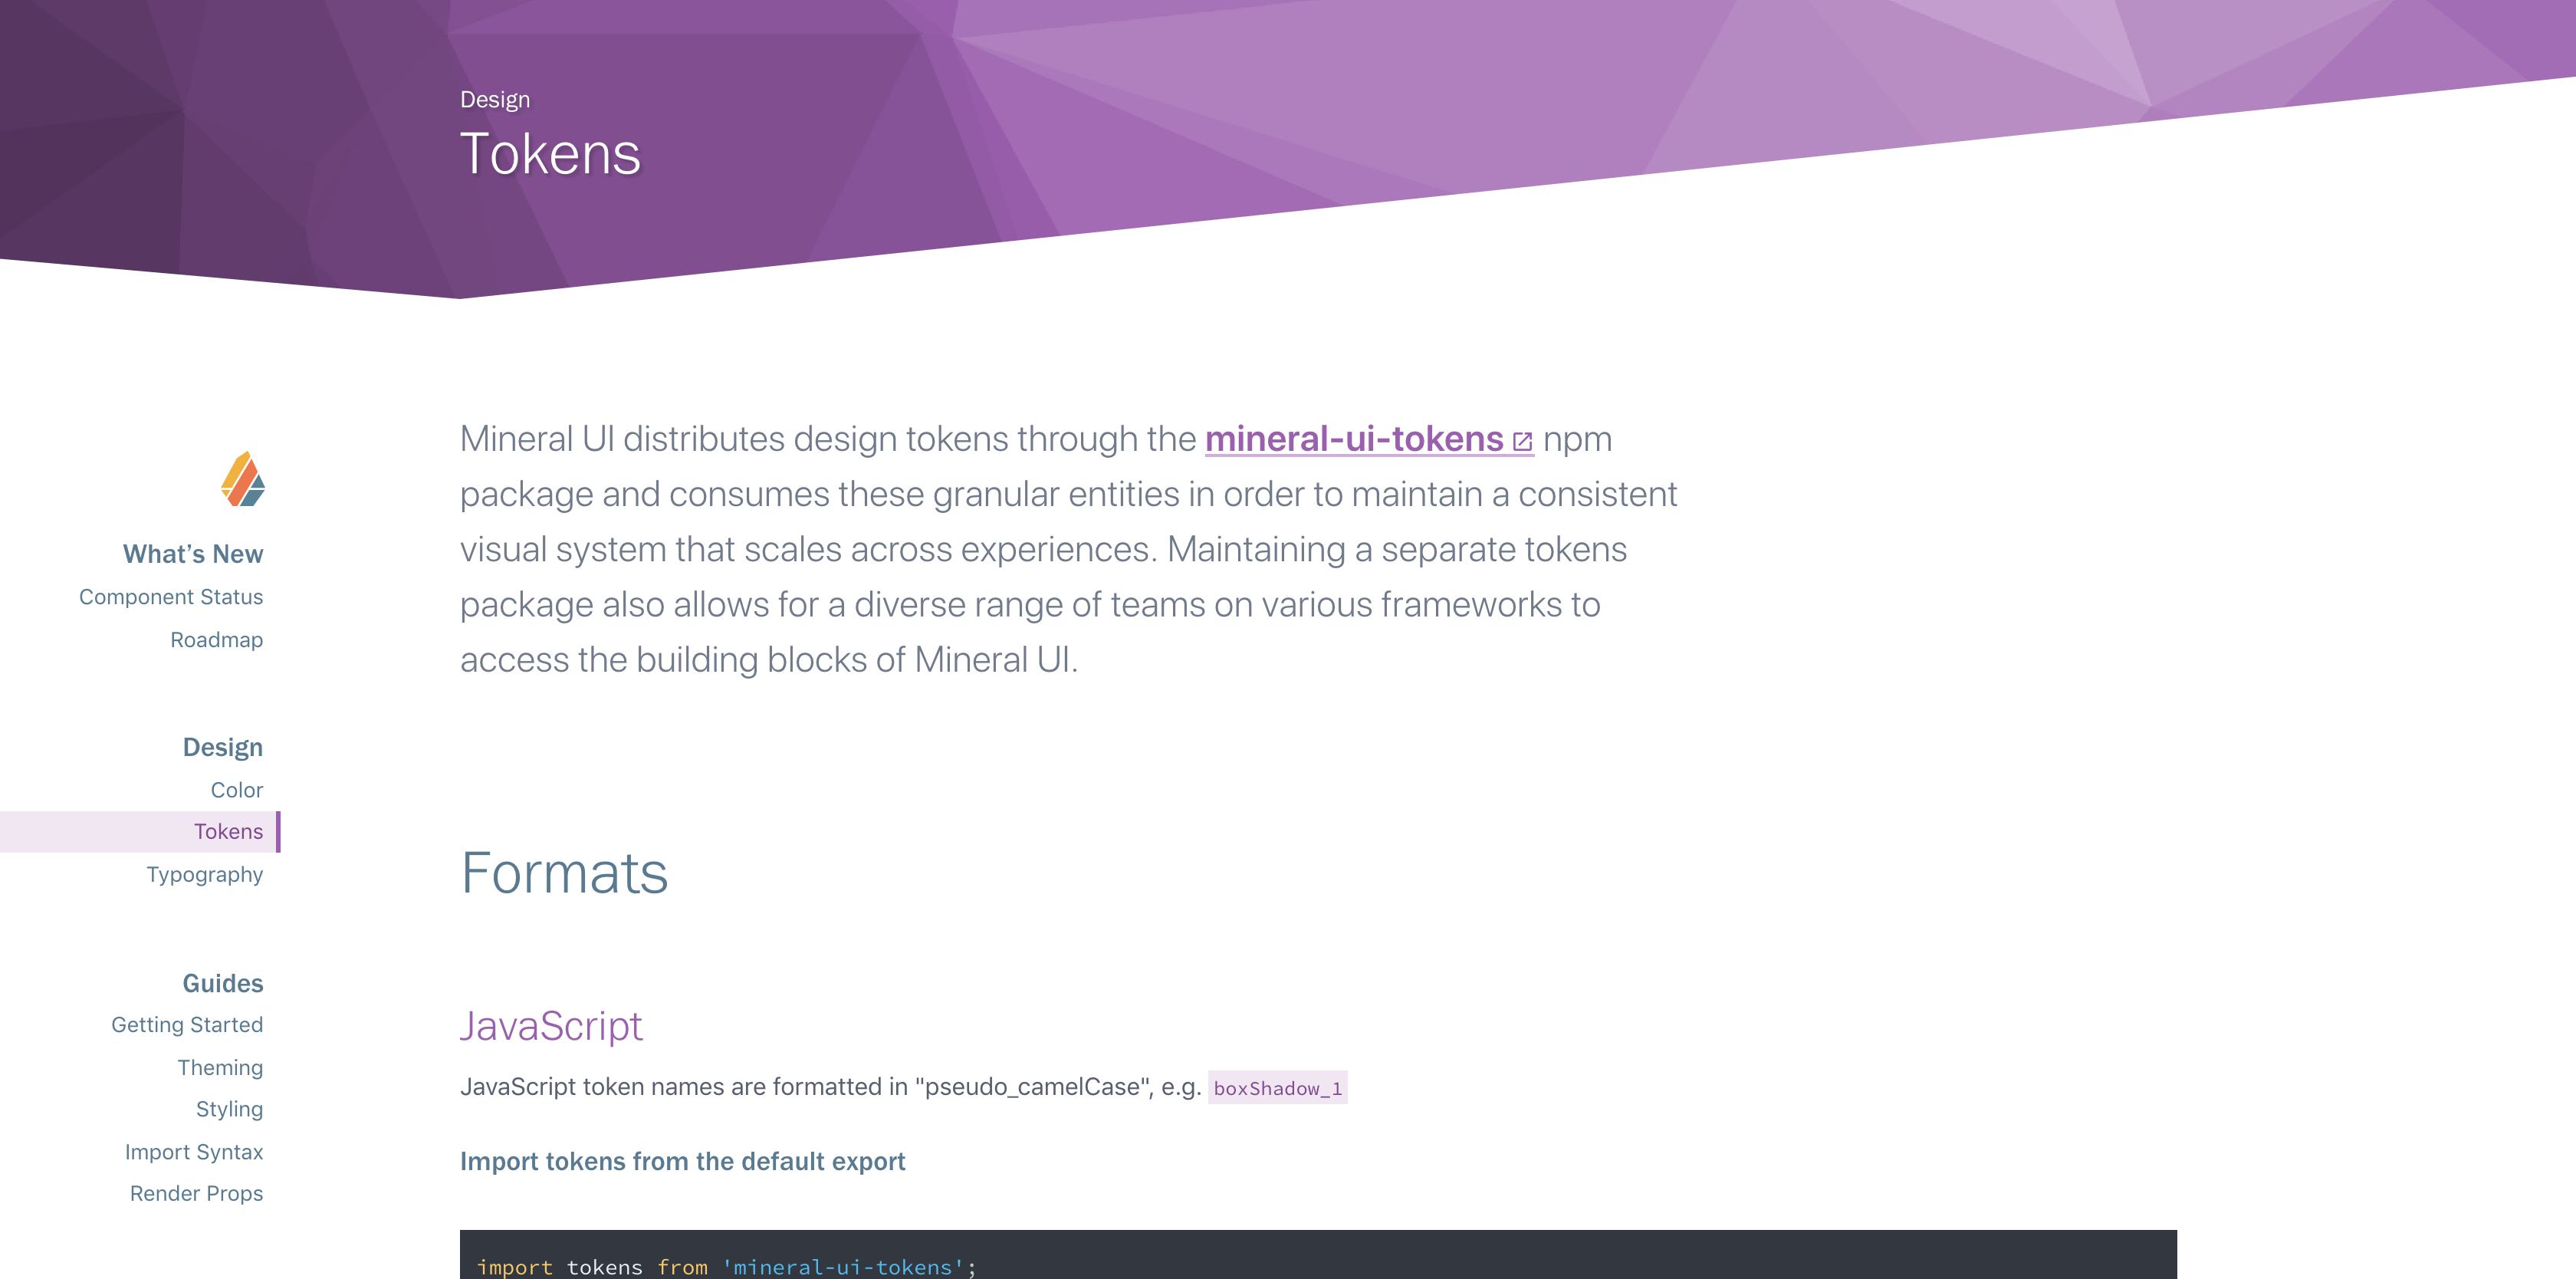 Design
Tokens
What’s New
Component Status
Roadmap
Design
Color
Tokens
Typography
Guides
Getting Started
Theming
Styling
Import Syntax
Render Props
Mineral UI distributes design tokens through the mineral-ui-tokens npm
package and consumes these granular entities in order to maintain a consistent
visual system that scales across experiences. Maintaining a separate tokens
package also allows for a diverse range of teams on various frameworks to
access the building blocks of Mineral UI.
Formats
JavaScript
JavaScript token names are formatted in "pseudo_camelCase", e.g. boxShadow_1
Import tokens from the default export
import tokens from 'mineral-ui-tokens';